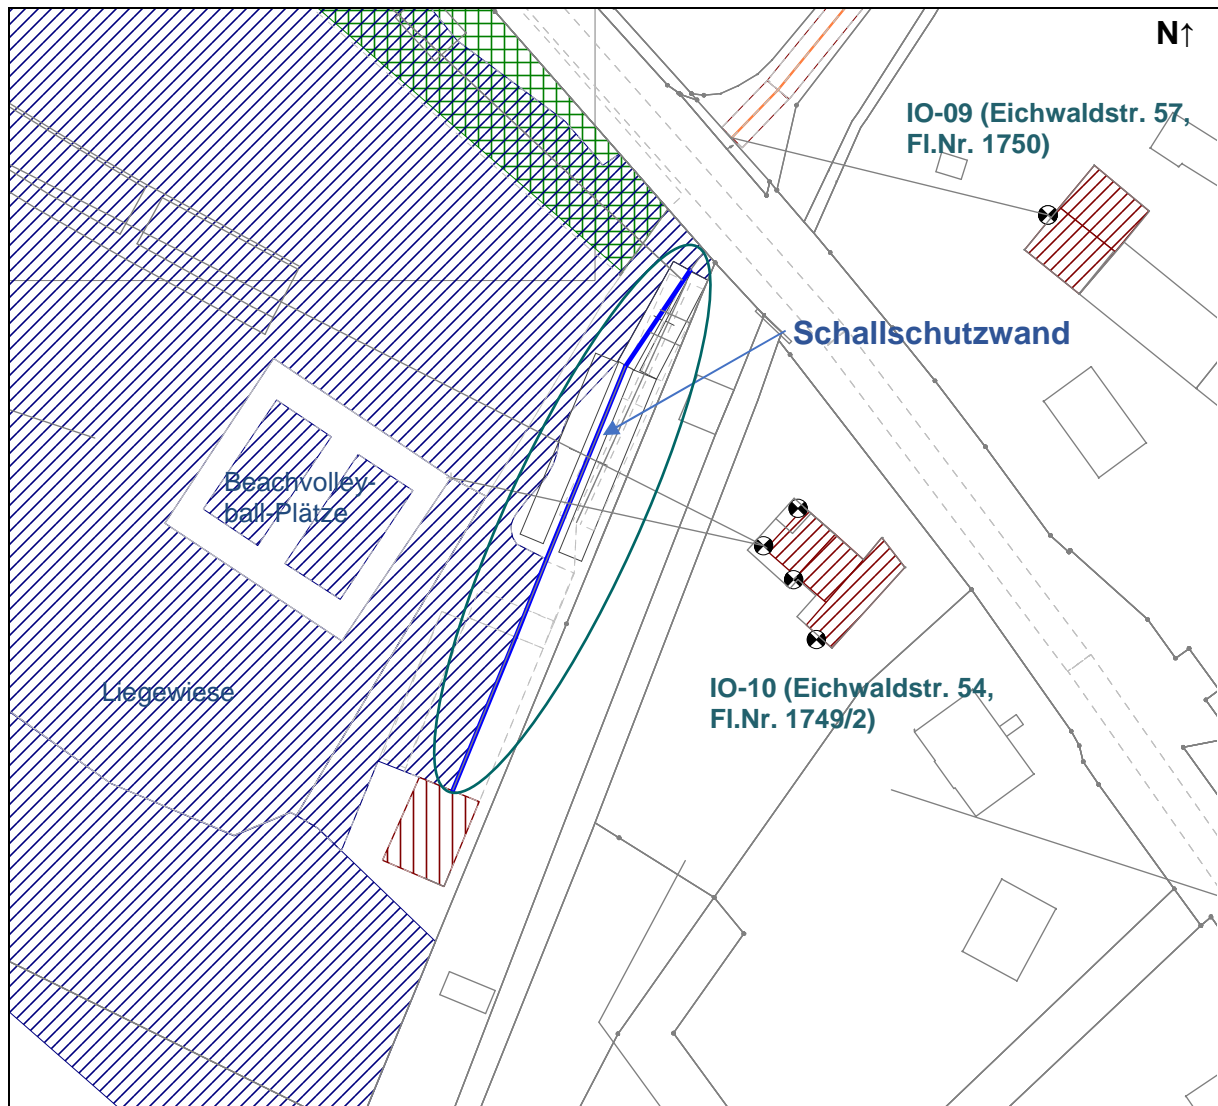 N↑
IO-09 (Eichwaldstr. 57,
Fl.Nr. 1750)
Schallschutzwand
Beachvolley-
ball-Plätze
Liegewiese
IO-10 (Eichwaldstr. 54,
Fl.Nr. 1749/2)